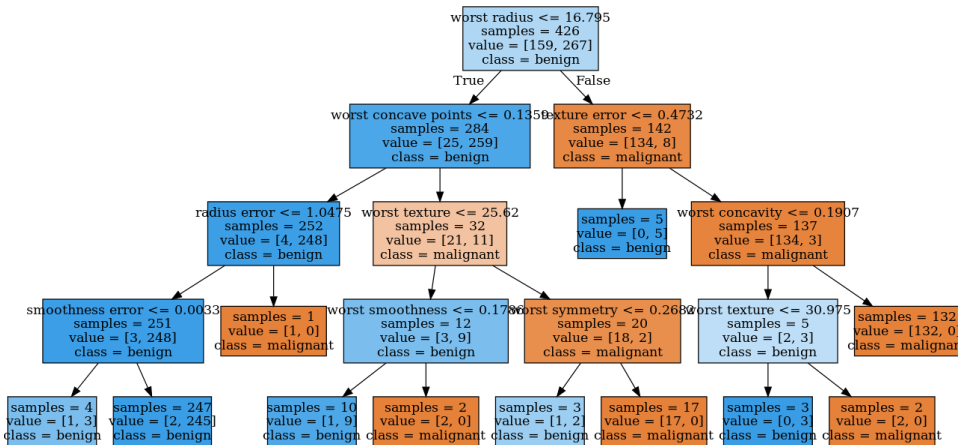 worst radius <= 16.795
samples = 426
value = [159, 267]
class = benign
True
False
worst concave points <= 0.1359
samples = 284
value = [25, 259]
class = benign
texture error <= 0.4732
samples = 142
value = [134, 8]
class = malignant
radius error <= 1.0475
samples = 252
value = [4, 248]
class = benign
worst texture <= 25.62
samples = 32
value = [21, 11]
class = malignant
samples = 5
value = [0, 5]
class = benign
worst concavity <= 0.1907
samples = 137
value = [134, 3]
class = malignant
smoothness error <= 0.0033
samples = 251
value = [3, 248]
class = benign
samples = 1
value = [1, 0]
class = malignant
worst smoothness <= 0.1786
samples = 12
value = [3, 9]
class = benign
worst symmetry <= 0.2682
samples = 20
value = [18, 2]
class = malignant
worst texture <= 30.975
samples = 5
value = [2, 3]
class = benign
samples = 132
value = [132, 0]
class = malignant
samples = 4
value = [1, 3]
class = benign
samples = 247
value = [2, 245]
class = benign
samples = 10
value = [1, 9]
class = benign
samples = 2
value = [2, 0]
class = malignant
samples = 3
value = [1, 2]
class = benign
samples = 17
value = [17, 0]
class = malignant
samples = 3
value = [0, 3]
class = benign
samples = 2
value = [2, 0]
class = malignant